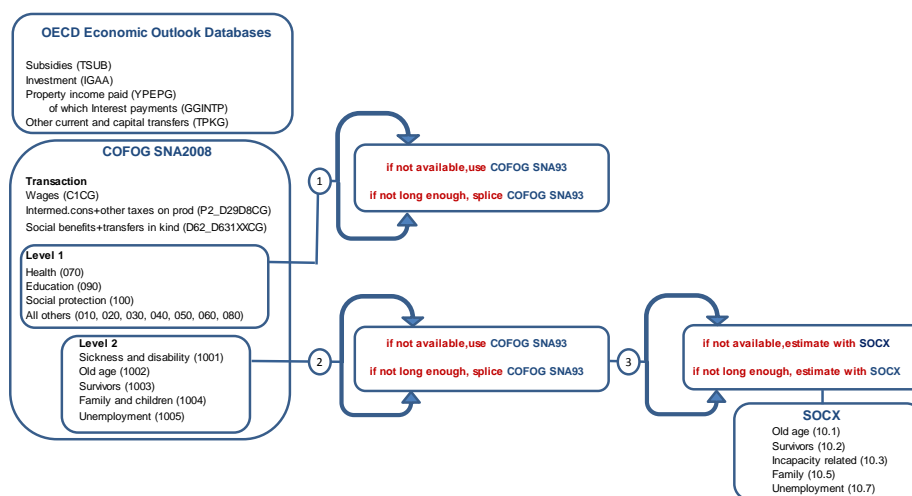 OECD Economic Outlook Databases
Subsidies (TSUB)
Investment (IGAA)
Property income paid (YPEPG)
of which Interest payments (GGINTP)
Other current and capital transfers (TPKG)
COFOG SNA2008
Transaction
Wages (C1CG)
Intermed.cons+other taxes on prod (P2_D29D8CG)
Social benefits+transfers in kind (D62_D631XXCG)
Level 1
Health (070)
Education (090)
Social protection (100)
All others (010, 020, 030, 040, 050, 060, 080)
Level 2
Sickness and disability (1001)
Old age (1002)
Survivors (1003)
Family and children (1004)
Unemployment (1005)
1
if not available,use COFOG SNA93
if not long enough, splice COFOG SNA93
2
if not available,use COFOG SNA93
if not long enough, splice COFOG SNA93
3
if not available,estimate with SOCX
if not long enough, estimate with SOCX
SOCX
Old age (10.1)
Survivors (10.2)
Incapacity related (10.3)
Family (10.5)
Unemployment (10.7)